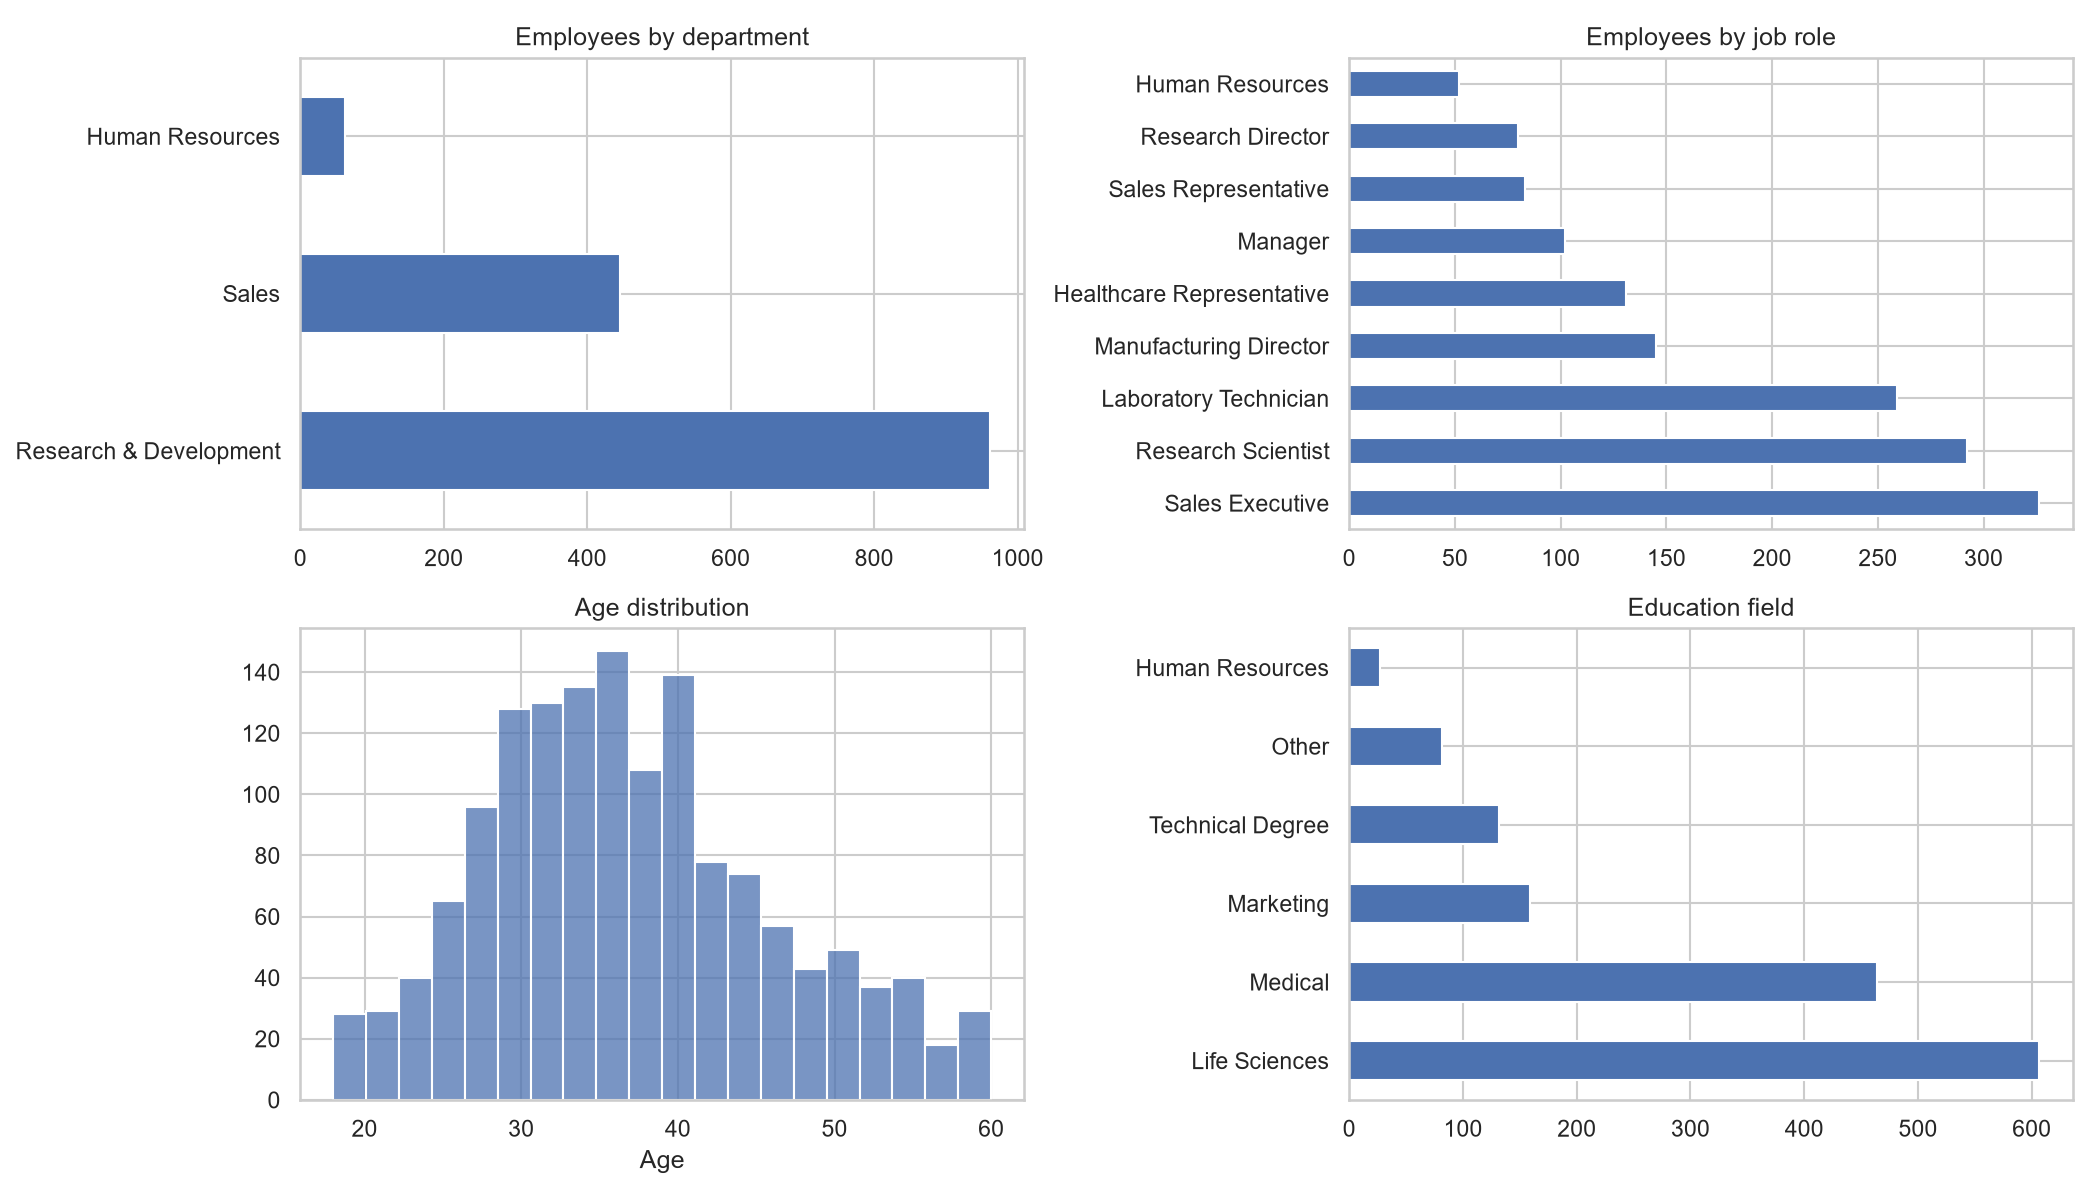 Employees by department
Human Resources
Sales
Research & Development
0 200 400 600 800 1000
Employees by job role
Human Resources
Research Director
Sales Representative
Manager
Healthcare Representative
Manufacturing Director
Laboratory Technician
Research Scientist
Sales Executive
0 50 100 150 200 250 300
Age distribution
140
120
100
80
60
40
20
0
20 30 40 50 60
Age
Education field
Human Resources
Other
Technical Degree
Marketing
Medical
Life Sciences
0 100 200 300 400 500 600